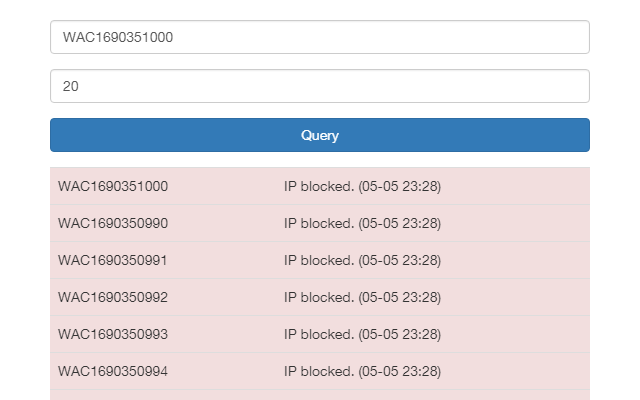 WAC1690351000
20
Query
WAC1690351000 IP blocked. (05-05 23:28)
WAC1690350990 IP blocked. (05-05 23:28)
WAC1690350991 IP blocked. (05-05 23:28)
WAC1690350992 IP blocked. (05-05 23:28)
WAC1690350993 IP blocked. (05-05 23:28)
WAC1690350994 IP blocked. (05-05 23:28)